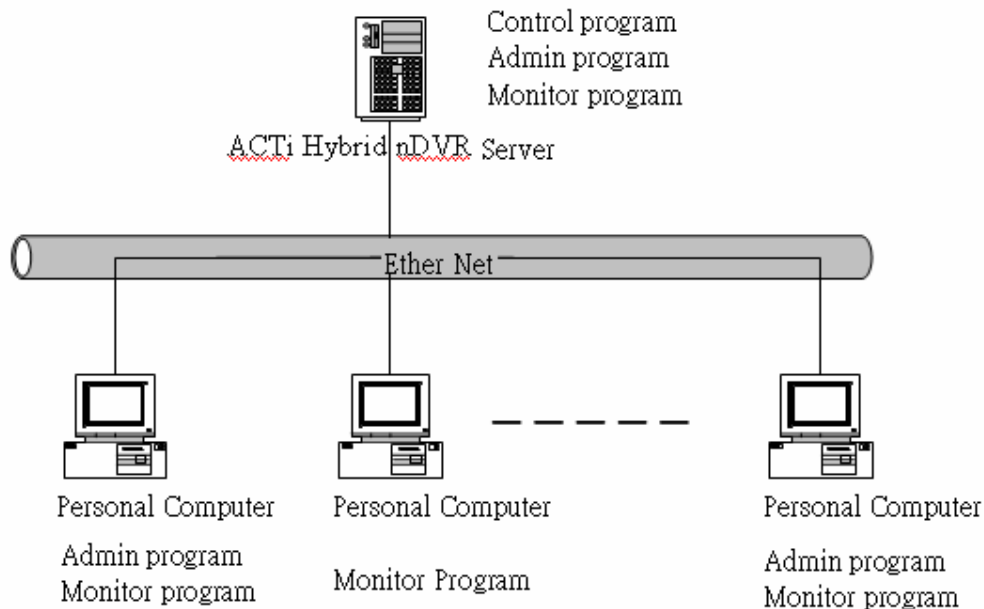 Control program
Admin program
Monitor program
ACTi Hybrid nDVR Server
Ether Net
Personal Computer
Admin program
Monitor program
Personal Computer
Monitor Program
Personal Computer
Admin program
Monitor program